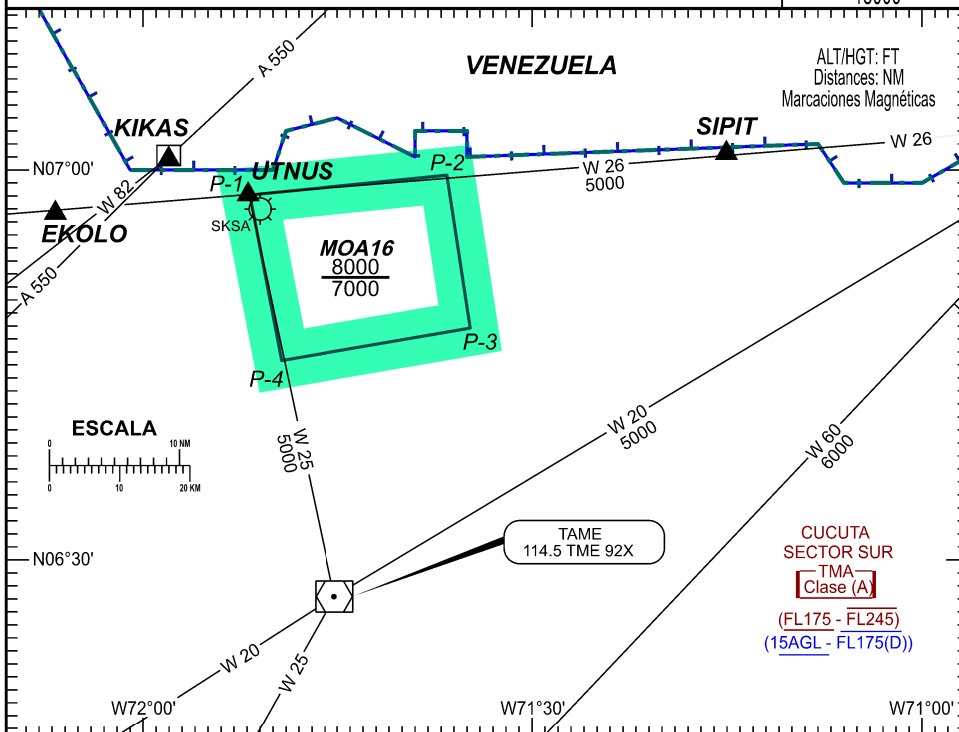 A 550
VENEZUELA
ALT/HGT: FT
Distances: NM
Marcaciones Magnéticas
KIKAS
SIPIT
W 26
N07°00'
P-1
UTNUS
P-2
W 26
5000
W 82
EKOLO
SKSA
MOA16
8000
7000
A 550
P-3
P-4
W 20
5000
W 60
6000
ESCALA
0
10 NM
0
10
20 KM
W 25
5000
TAME
114.5 TME 92X
CUCUTA
SECTOR SUR
TMA
Clase (A)
(FL175 - FL245)
(15AGL - FL175(D))
N06°30'
W 20
W 25
W72°00'
W71°30'
W71°00'